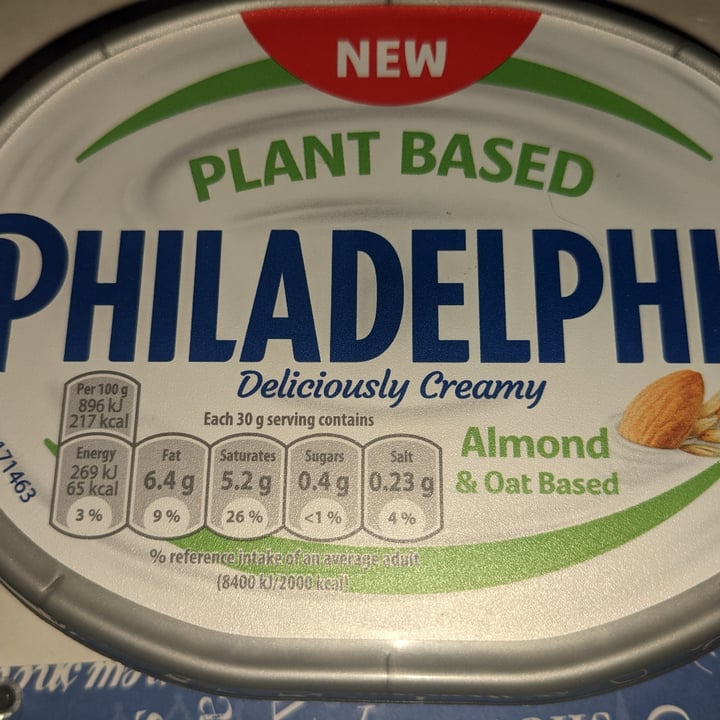 NEW
PLANT BASED
PHILADELPHI
Deliciously Creamy
Almond
& Oat Based
Per 100 g
896 kJ
217 kcal
Each 30 g serving contains
Energy
269 kJ
65 kcal
3 %
Fat
6.4 g
9 %
Saturates
5.2 g
26 %
Sugars
0.4 g
<1 %
Salt
0.23 g
4 %
% reference intake of an average adult
(8400 kJ/2000 kcal)
171463